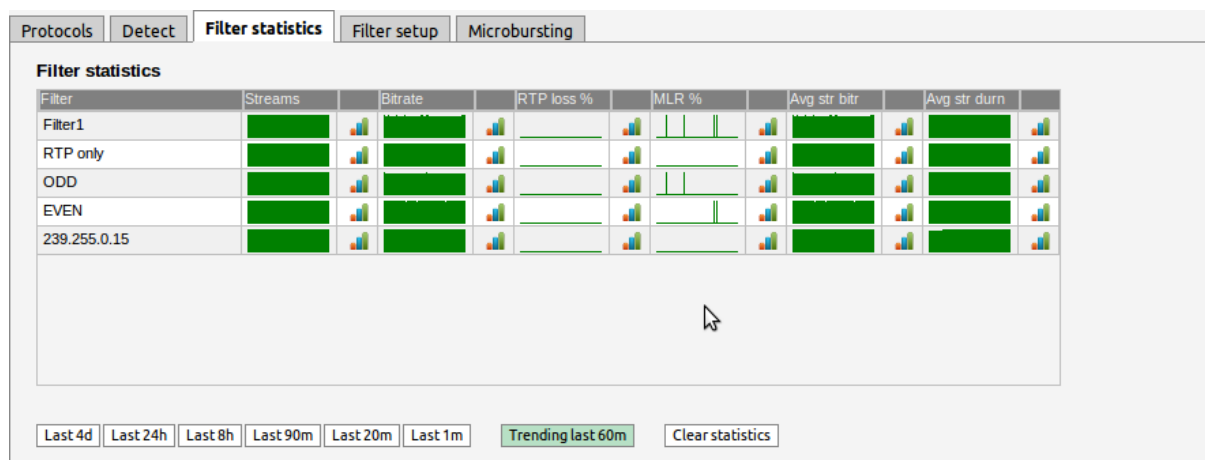 Protocols Detect Filter statistics Filter setup Microbursting
Filter statistics
Filter Streams Bitrate RTP loss % MLR % Avg str bitr Avg str durn
Filter1
RTP only
ODD
EVEN
239.255.0.15
Last 4d Last 24h Last 8h Last 90m Last 20m Last 1m Trending last 60m Clear statistics